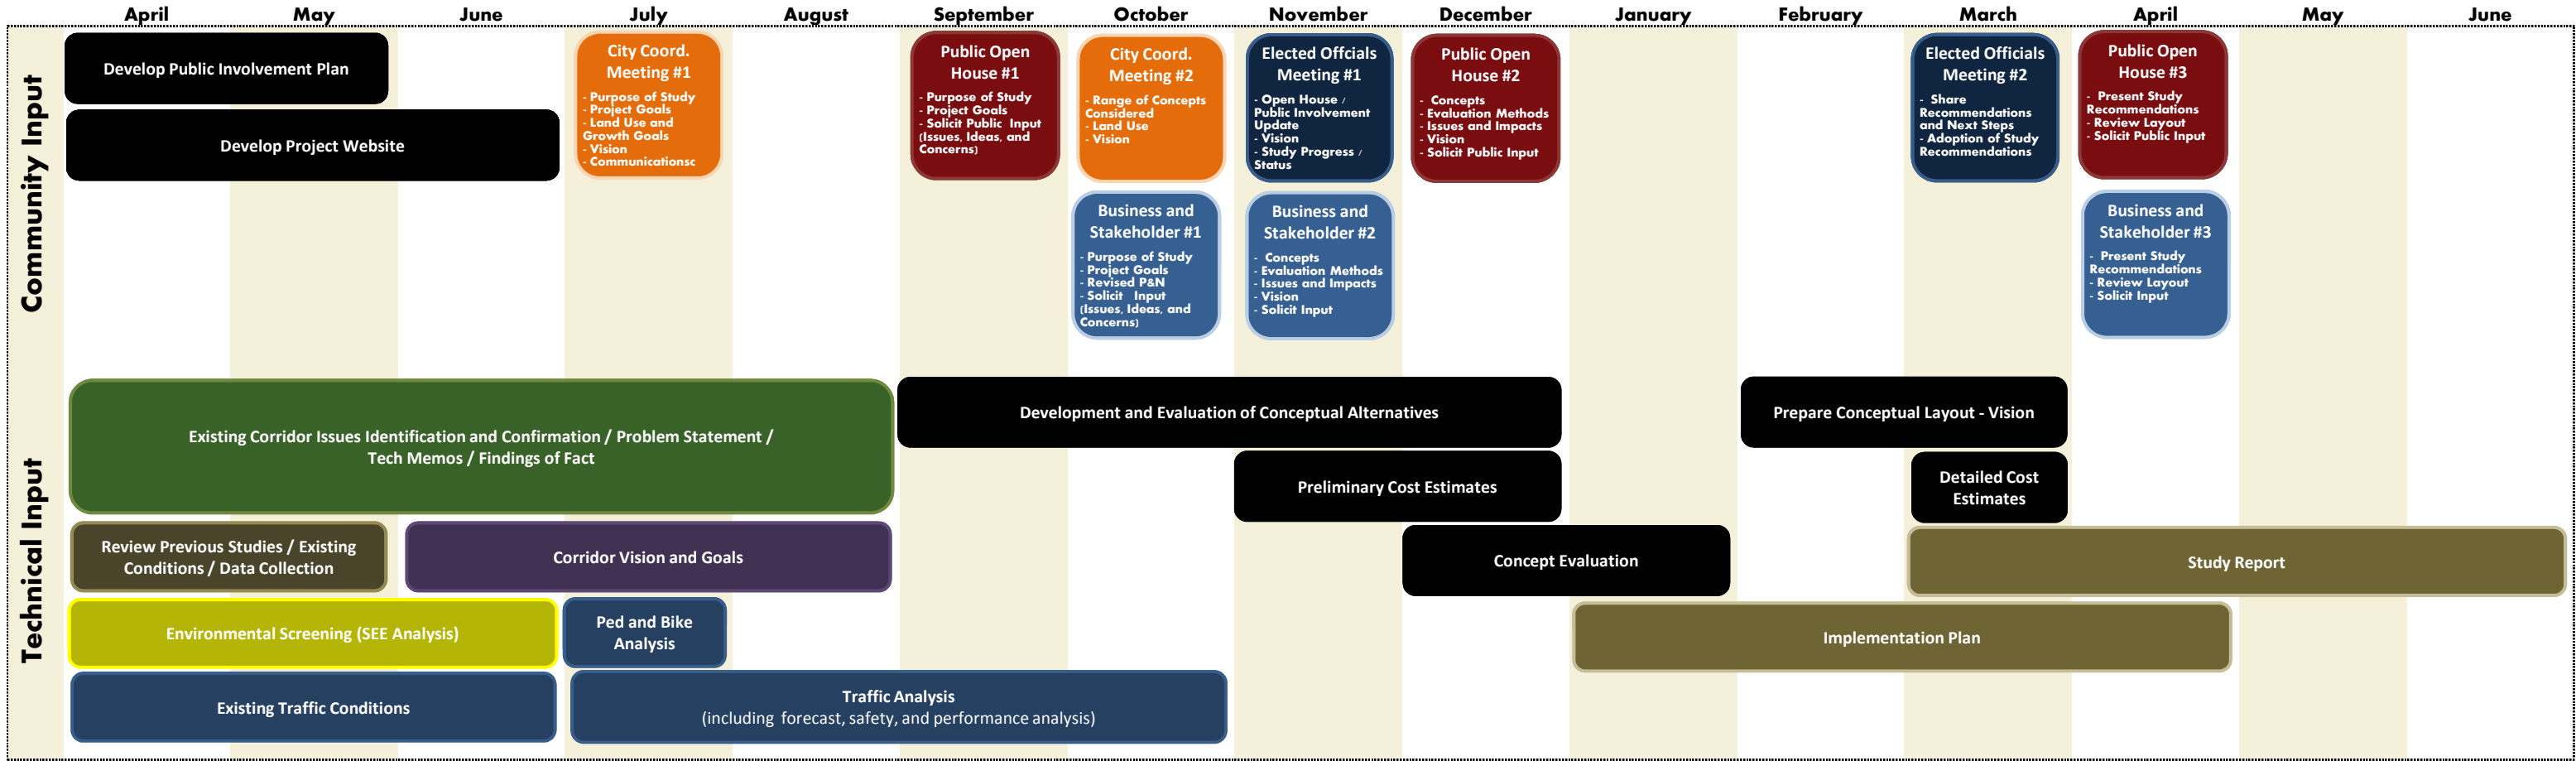 April May June July August September October November December January February March April May June
Community Input
Develop Public Involvement Plan
Develop Project Website
City Coord.
Meeting #1
- Purpose of Study
- Project Goals
- Land Use and
Growth Goals
- Vision
- Communicationsc
Public Open
House #1
- Purpose of Study
- Project Goals
- Solicit Public Input
(Issues, Ideas, and
Concerns)
City Coord.
Meeting #2
- Range of Concepts
Considered
- Land Use
- Vision
Elected Offcials
Meeting #1
- Open House /
Public Involvement
Update
- Vision
- Study Progress /
Status
Public Open
House #2
- Concepts
- Evaluation Methods
- Issues and Impacts
- Vision
- Solicit Public Input
Elected Officials
Meeting #2
- Share
Recommendations
and Next Steps
- Adoption of Study
Recommendations
Public Open
House #3
- Present Study
Recommendations
- Review Layout
- Solicit Public Input
Business and
Stakeholder #1
- Purpose of Study
- Project Goals
- Revised P&N
- Solicit Input
(Issues, Ideas, and
Concerns)
Business and
Stakeholder #2
- Concepts
- Evaluation Methods
- Issues and Impacts
- Vision
- Solicit Input
Business and
Stakeholder #3
- Present Study
Recommendations
- Review Layout
- Solicit Input
Technical Input
Existing Corridor Issues Identification and Confirmation / Problem Statement /
Tech Memos / Findings of Fact
Development and Evaluation of Conceptual Alternatives
Prepare Conceptual Layout - Vision
Preliminary Cost Estimates
Detailed Cost
Estimates
Review Previous Studies / Existing
Conditions / Data Collection
Corridor Vision and Goals
Concept Evaluation
Study Report
Environmental Screening (SEE Analysis)
Ped and Bike
Analysis
Implementation Plan
Existing Traffic Conditions
Traffic Analysis
(including forecast, safety, and performance analysis)